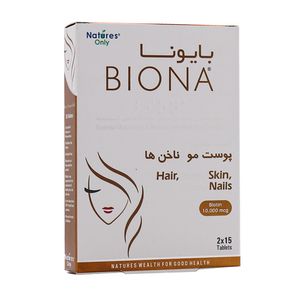 Natures® Only
بایونا
BIONA®
پوست مو ناخن ها
Hair, Skin,
Nails
Biotin
10,000 mcg
2x15
Tablets
NATURES WEALTH FOR GOOD HEALTH